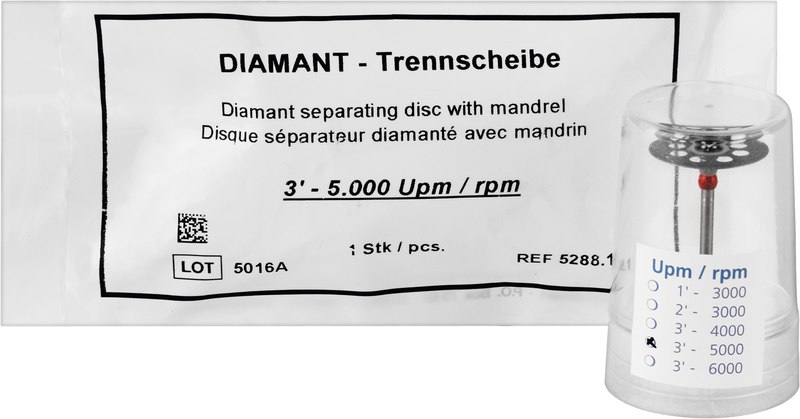 DIAMANT - Trennscheibe
Diamant separating disc with mandrel
Disque séparateur diamanté avec mandrin
3' - 5.000 Upm / rpm
1 Stk / pcs.
LOT 5016A
REF 5288.1
Upm / rpm
1' - 3000
2' - 3000
3' - 4000
3' - 5000
3' - 6000